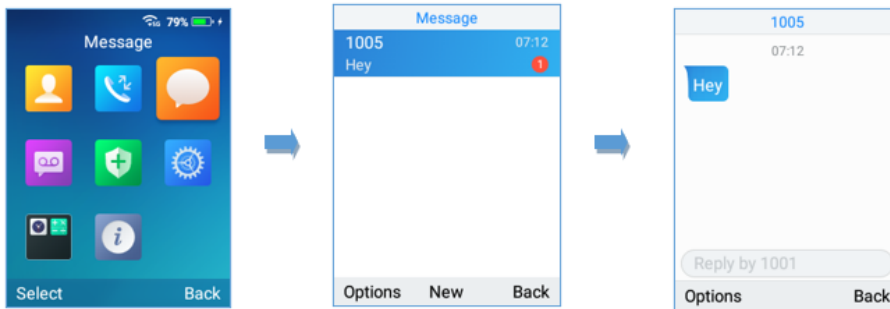 5G 79%
Message
Select Back
Message
1005 07:12
Hey 1
Options New Back
1005
07:12
Hey
Reply by 1001
Options Back